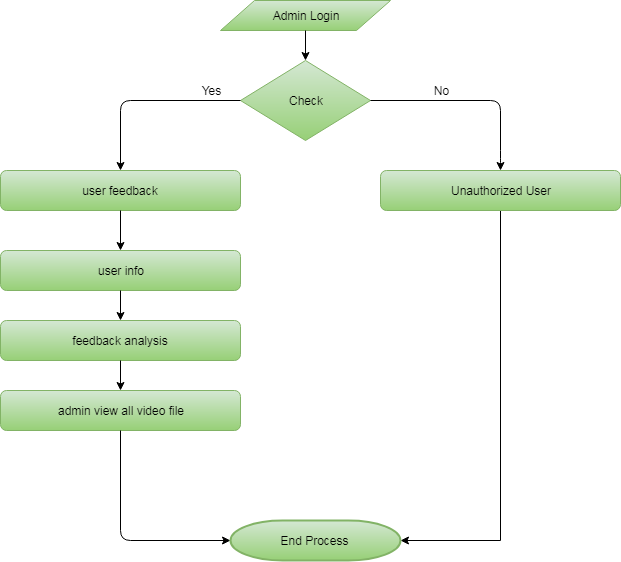 Admin Login
Check
Yes
No
user feedback
Unauthorized User
user info
feedback analysis
admin view all video file
End Process